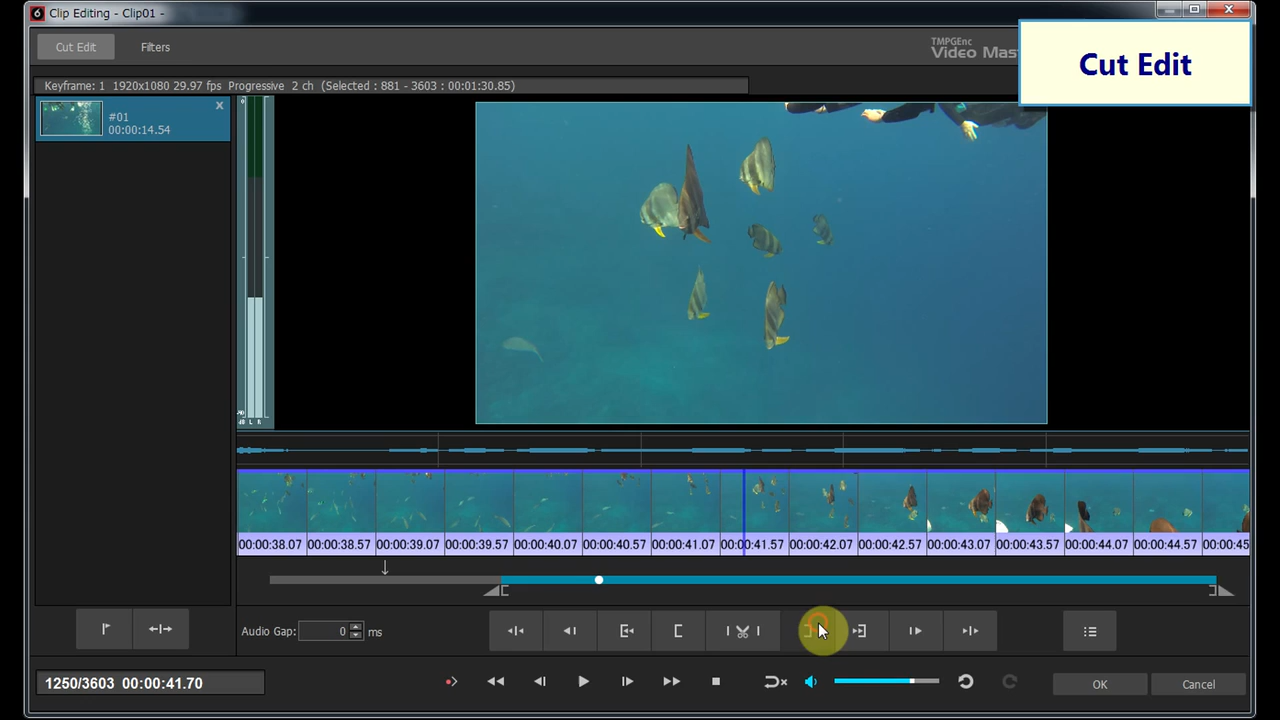 6 Clip Editing - Clip01 -
Cut Edit
Filters
TMPGEnc
Video Mas
Cut Edit
Keyframe: 1 1920x1080 29.97 fps Progressive 2 ch (Selected : 881 - 3603 : 00:01:30.85)
#01
00:00:14.54
x
0
dB L R
00:00:38.07 00:00:38.57 00:00:39.07 00:00:39.57 00:00:40.07 00:00:40.57 00:00:41.07 00:00:41.57 00:00:42.07 00:00:42.57 00:00:43.07 00:00:43.57 00:00:44.07 00:00:44.57 00:00:45
Audio Gap: 0 ms
1250/3603 00:00:41.70
OK
Cancel